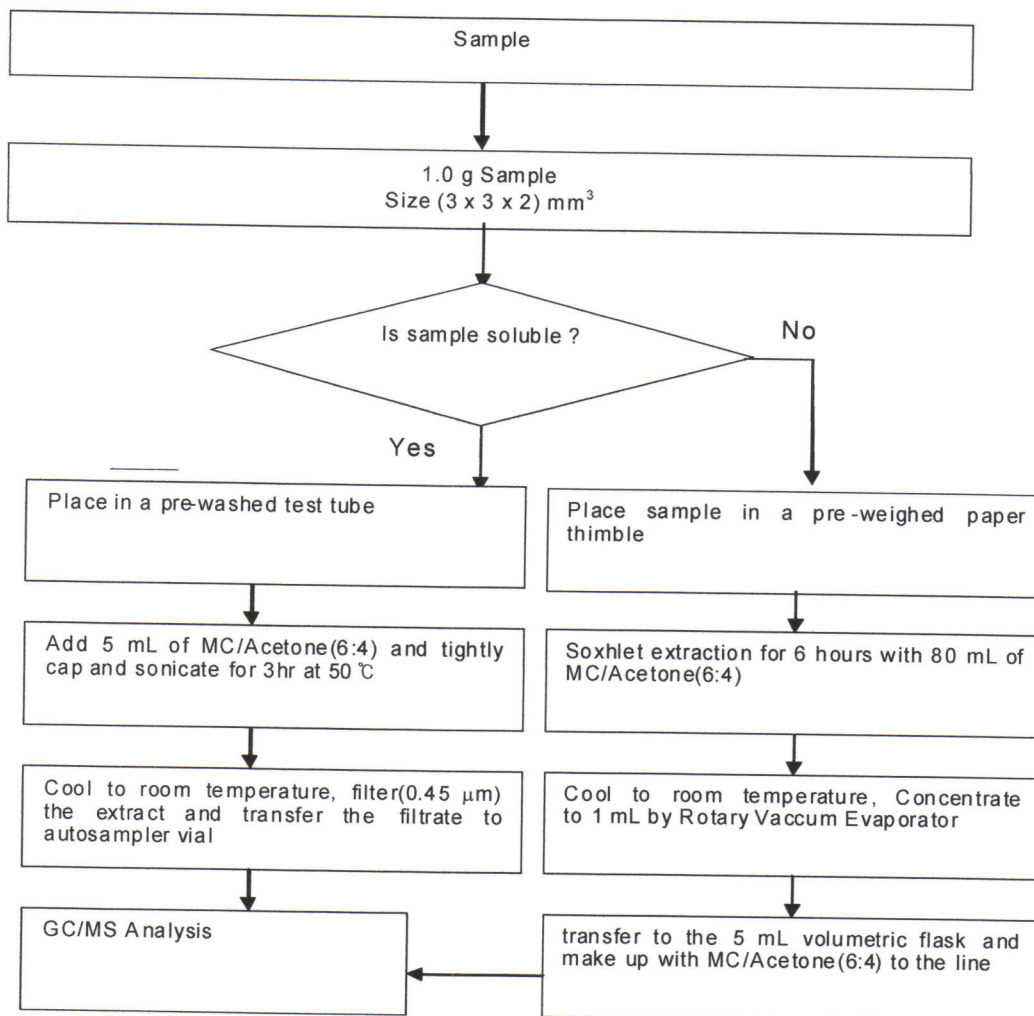 Sample
1.0 g Sample
Size (3 x 3 x 2) mm³
Is sample soluble ?
No
Yes
Place in a pre-washed test tube
Place sample in a pre-weighed paper
thimble
Add 5 mL of MC/Acetone(6:4) and tightly
cap and sonicate for 3hr at 50 ℃
Soxhlet extraction for 6 hours with 80 mL of
MC/Acetone(6:4)
Cool to room temperature, filter(0.45 μm)
the extract and transfer the filtrate to
autosampler vial
Cool to room temperature, Concentrate
to 1 mL by Rotary Vaccum Evaporator
GC/MS Analysis
transfer to the 5 mL volumetric flask and
make up with MC/Acetone(6:4) to the line